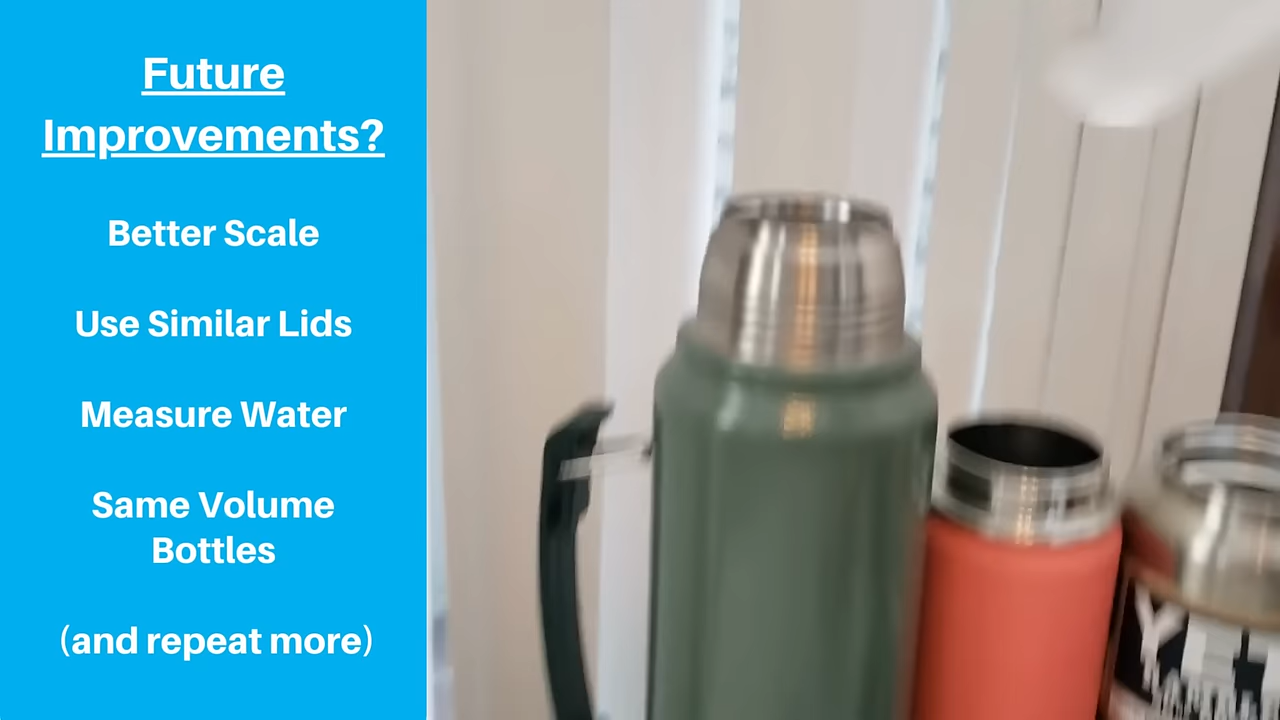 Future
Improvements?
Better Scale
Use Similar Lids
Measure Water
Same Volume
Bottles
(and repeat more)